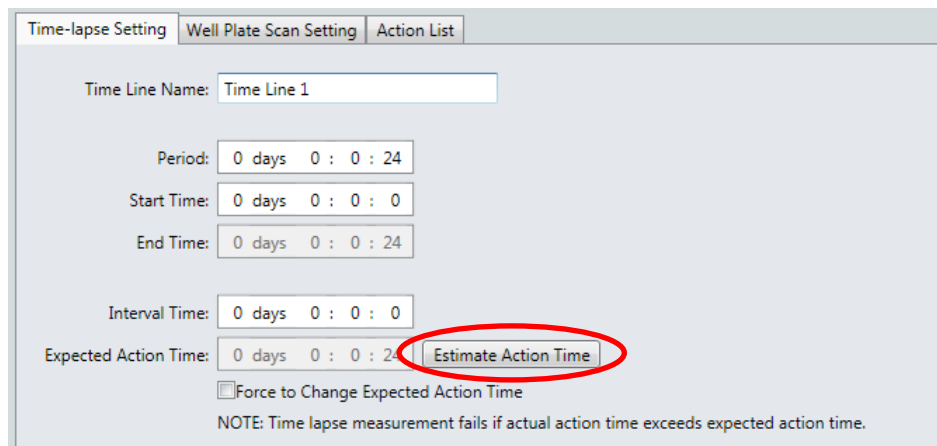 Time-lapse Setting Well Plate Scan Setting Action List
Time Line Name: Time Line 1
Period: 0 days 0 : 0 : 24
Start Time: 0 days 0 : 0 : 0
End Time: 0 days 0 : 0 : 24
Interval Time: 0 days 0 : 0 : 0
Expected Action Time: 0 days 0 : 0 : 24 Estimate Action Time
Force to Change Expected Action Time
NOTE: Time lapse measurement fails if actual action time exceeds expected action time.